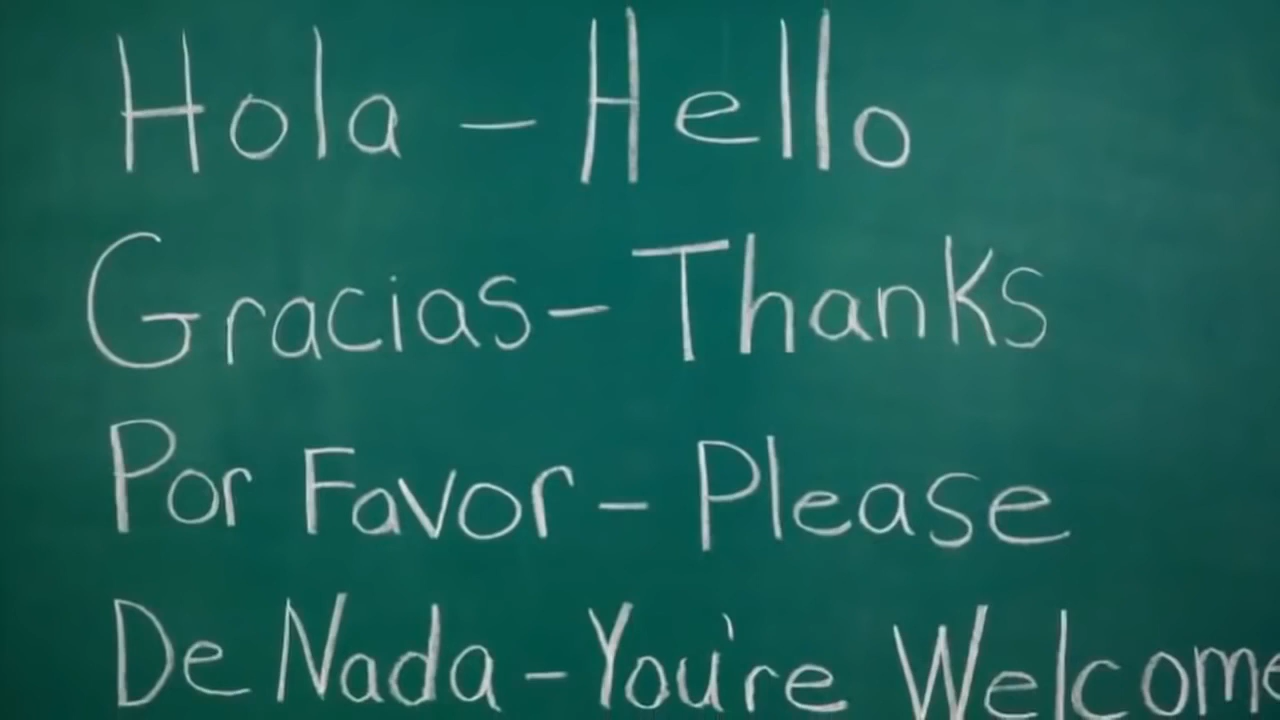 Hola - Hello
Gracias - Thanks
Por Favor - Please
De Nada - You're Welcome